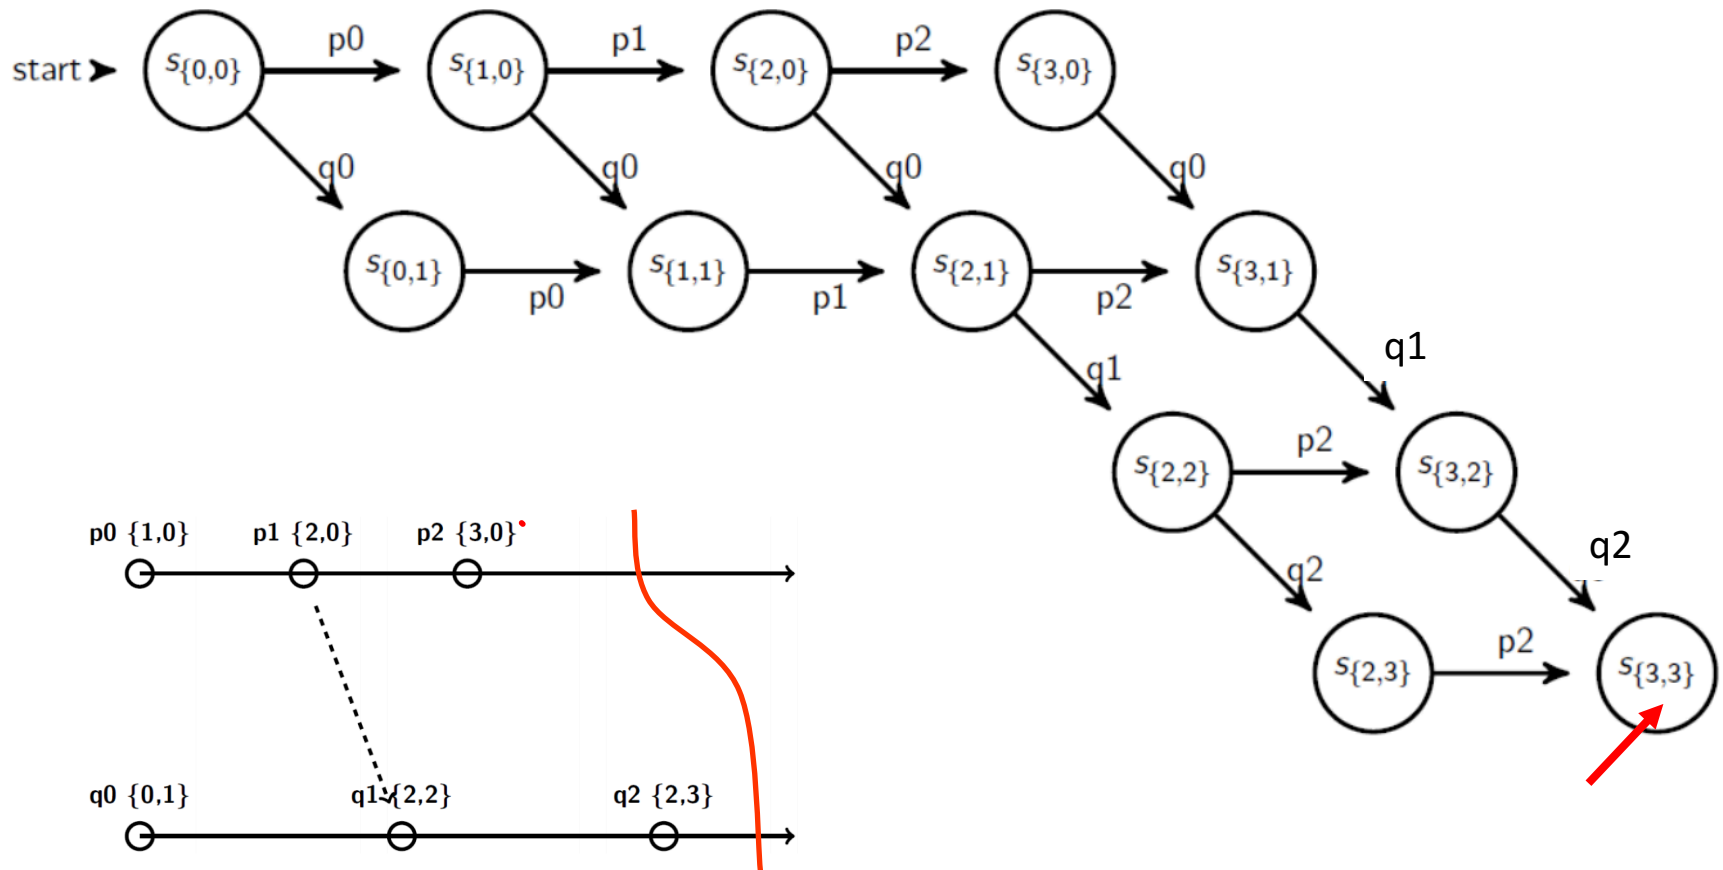 p0 p1 p2
start S{0,0} S{1,0} S{2,0} S{3,0}
q0 q0 q0 q0
S{0,1} S{1,1} S{2,1} S{3,1}
p0 p1 p2
q1 q1
p2
S{2,2} S{3,2}
q2 q2
p2
S{2,3} S{3,3}
p0 {1,0} p1 {2,0} p2 {3,0}
q0 {0,1} q1 {2,2} q2 {2,3}